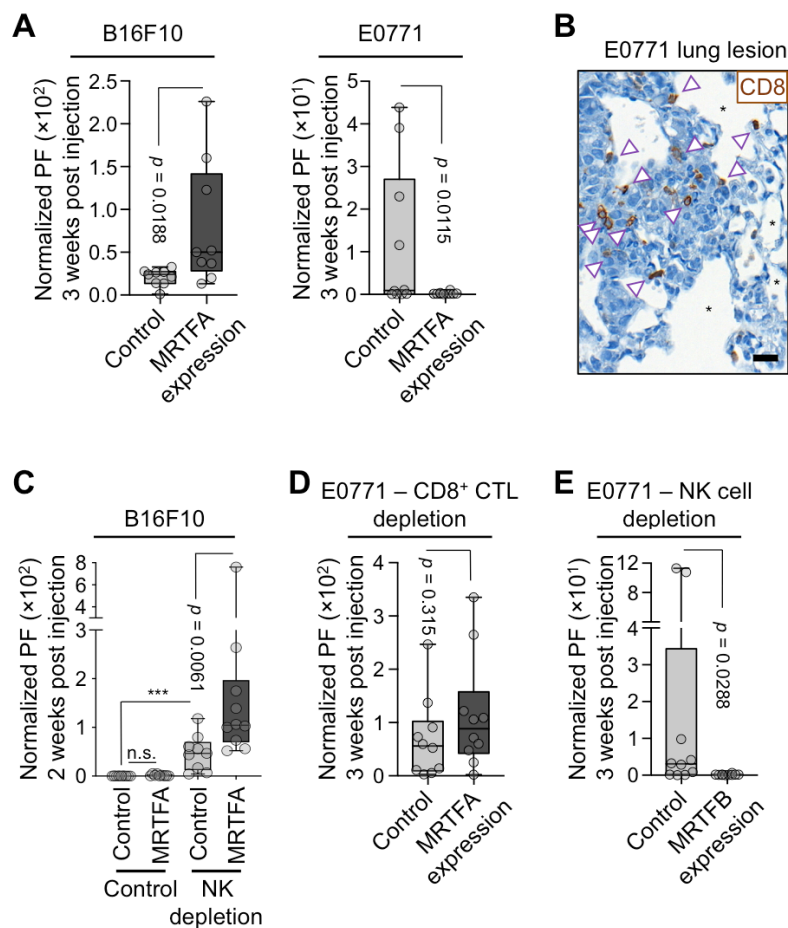 A
B16F10
Normalized PF (×10²)
3 weeks post injection
2.5
2.0
1.5
1.0
0.5
0.0
p = 0.0188
Control
MRTFA
expression
E0771
Normalized PF (×10¹)
3 weeks post injection
5
4
3
2
1
0
p = 0.0115
Control
MRTFA
expression
B
E0771 lung lesion
CD8
*
*
*
*
C
B16F10
Normalized PF (×10²)
2 weeks post injection
8
6
4
2
3
2
1
0
***
n.s.
p = 0.0061
Control
MRTFA
Control
MRTFA
Control
NK
depletion
D
E0771 – CD8⁺ CTL
depletion
Normalized PF (×10²)
3 weeks post injection
4
3
2
1
0
p = 0.315
Control
MRTFA
expression
E
E0771 – NK cell
depletion
Normalized PF (×10¹)
3 weeks post injection
12
8
4
3
2
1
0
p = 0.0288
Control
MRTFB
expression